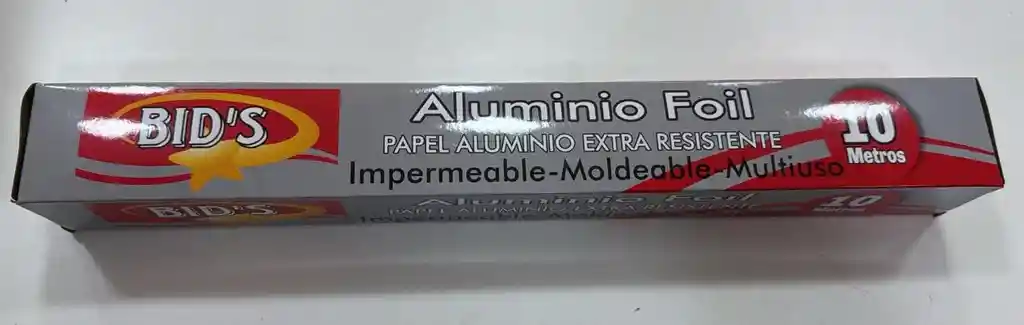 BID'S
Aluminio Foil
PAPEL ALUMINIO EXTRA RESISTENTE
Impermeable-Moldeable-Multiuso
10
Metros
BID'S
Aluminio Foil
10